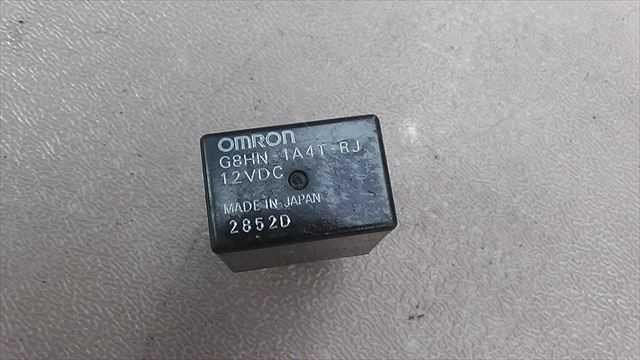 OMRON
G8HN-1A4T-RJ
12VDC
MADE IN JAPAN
2852D